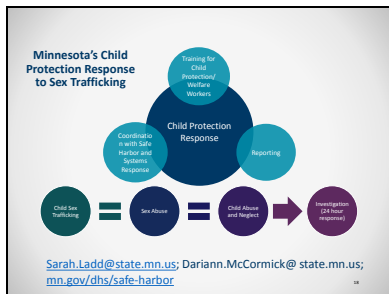 Minnesota's Child
Protection Response
to Sex Trafficking
Training for
Child
Protection/
Welfare
Workers
Child Protection
Response
Coordinatio
n with Safe
Harbor and
Systems
Response
Reporting
Child Sex
Trafficking
Sex Abuse
Child Abuse
and Neglect
Investigation
(24 hour
response)
Sarah.Ladd@state.mn.us; Dariann.McCormick@ state.mn.us;
mn.gov/dhs/safe-harbor